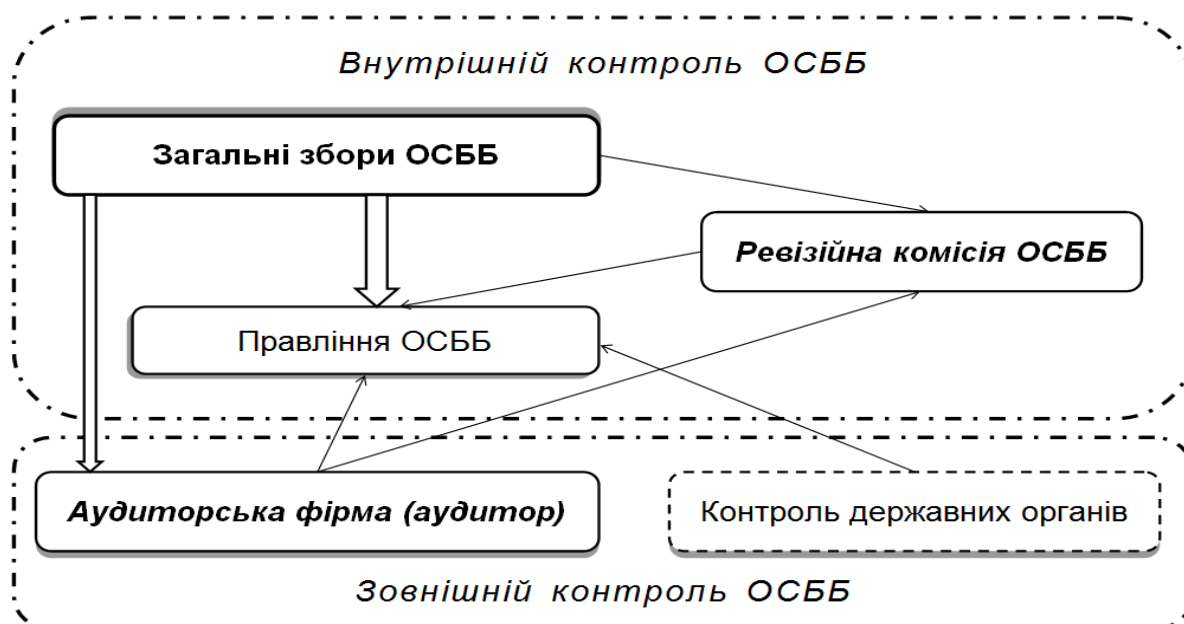 Внутрішній контроль ОСББ
Загальні збори ОСББ
Ревізійна комісія ОСББ
Правління ОСББ
Аудиторська фірма (аудитор)
Контроль державних органів
Зовнішній контроль ОСББ